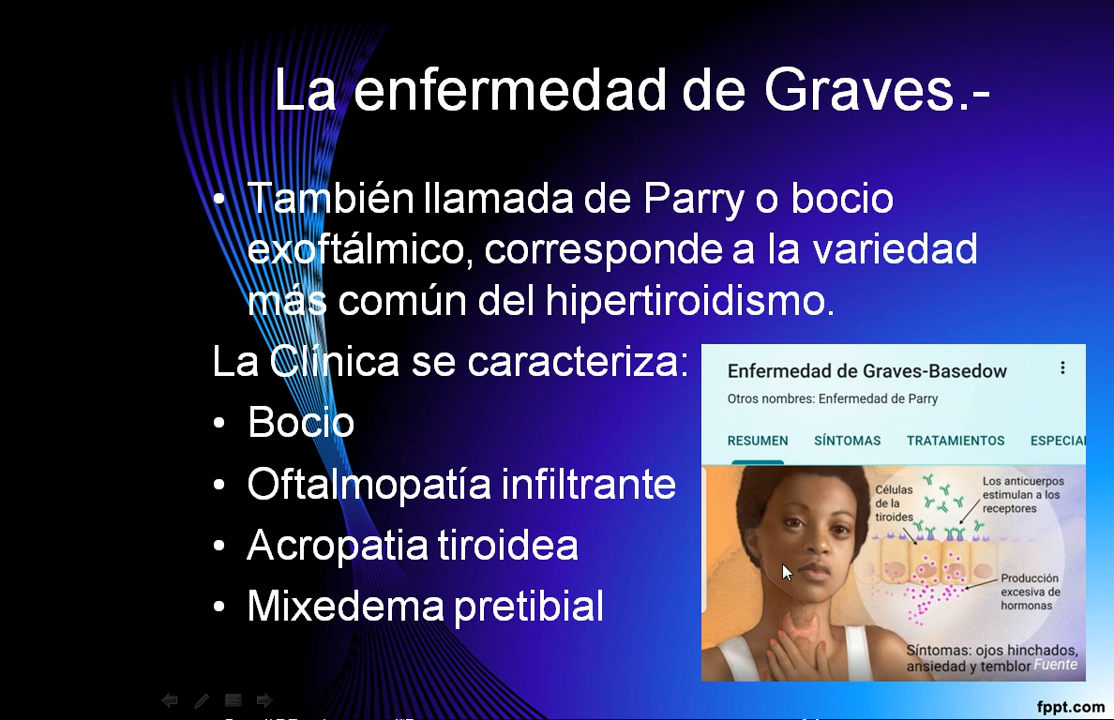 La enfermedad de Graves.-
• También llamada de Parry o bocio
exoftálmico, corresponde a la variedad
más común del hipertiroidismo.
La Clínica se caracteriza:
• Bocio
• Oftalmopatía infiltrante
• Acropatia tiroidea
• Mixedema pretibial
Enfermedad de Graves-Basedow
Otros nombres: Enfermedad de Parry
RESUMEN SÍNTOMAS TRATAMIENTOS ESPECIA
Células
de la
tiroides
Los anticuerpos
estimulan a los
receptores
Producción
excesiva de
hormonas
Síntomas: ojos hinchados,
ansiedad y temblor Fuente
fppt.com